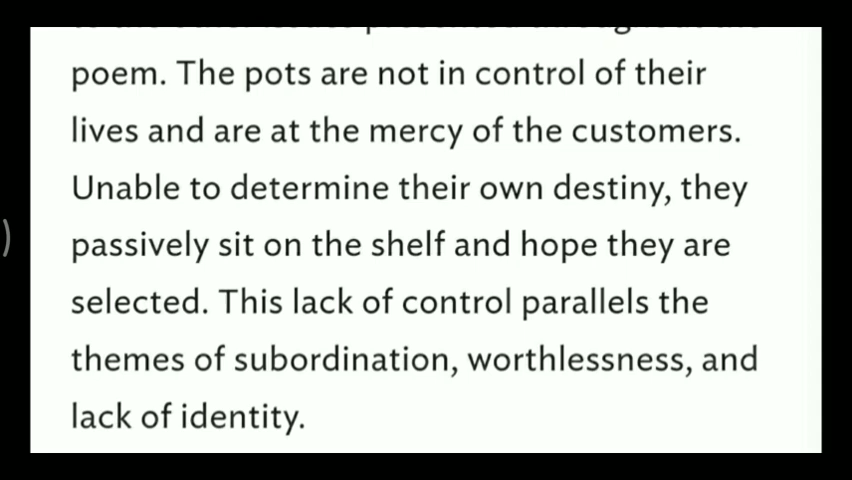 poem. The pots are not in control of their
lives and are at the mercy of the customers.
Unable to determine their own destiny, they
passively sit on the shelf and hope they are
selected. This lack of control parallels the
themes of subordination, worthlessness, and
lack of identity.